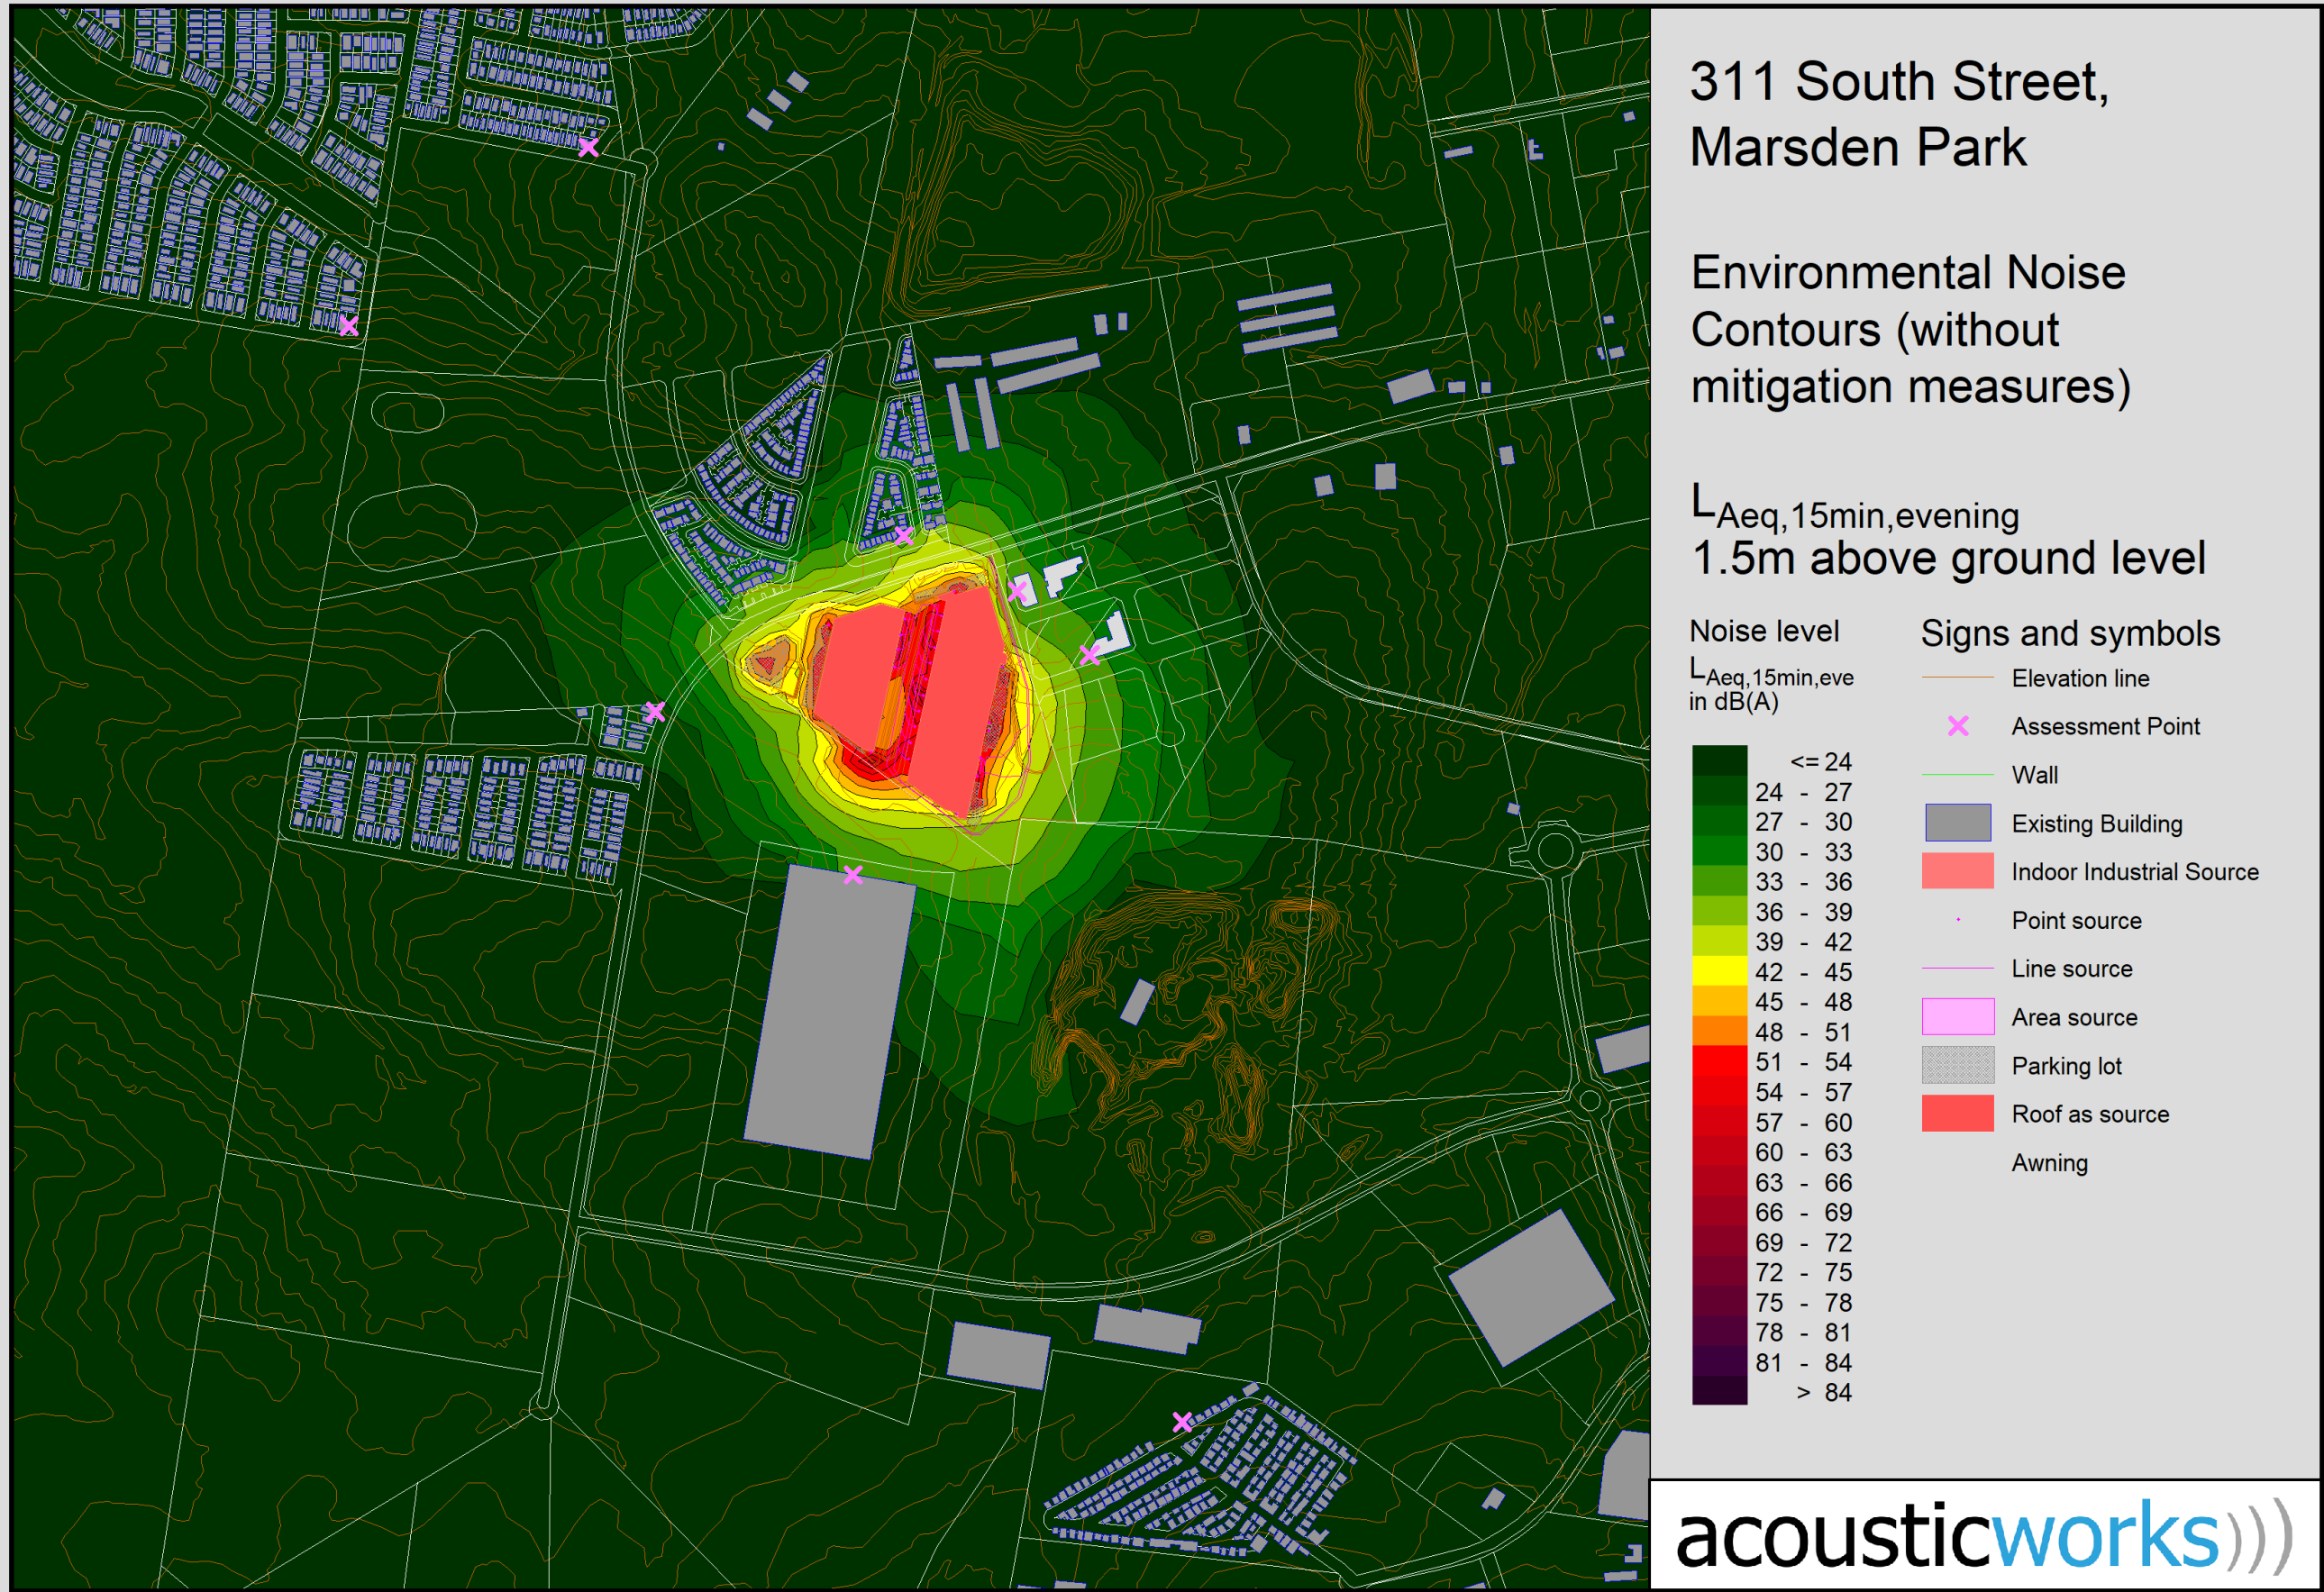 311 South Street,
Marsden Park
Environmental Noise
Contours (without
mitigation measures)
LAeq,15min,evening
1.5m above ground level
Noise level
LAeq,15min,eve
in dB(A)
<= 24
24 - 27
27 - 30
30 - 33
33 - 36
36 - 39
39 - 42
42 - 45
45 - 48
48 - 51
51 - 54
54 - 57
57 - 60
60 - 63
63 - 66
66 - 69
69 - 72
72 - 75
75 - 78
78 - 81
81 - 84
> 84
Signs and symbols
Elevation line
Assessment Point
Wall
Existing Building
Indoor Industrial Source
Point source
Line source
Area source
Parking lot
Roof as source
Awning
acousticworks)))